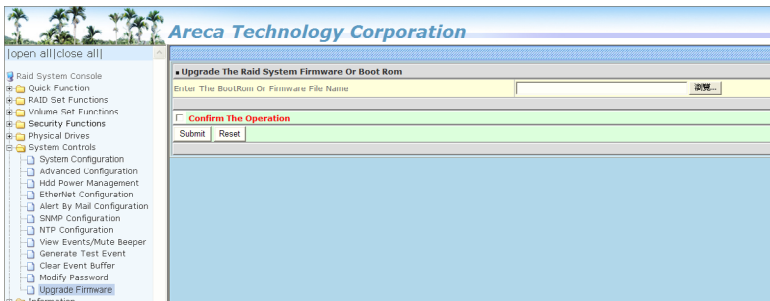 Areca Technology Corporation
|open all|close all|
Raid System Console
Quick Function
RAID Set Functions
Volume Set Functions
Security Functions
Physical Drives
System Controls
System Configuration
Advanced Configuration
Hdd Power Management
EtherNet Configuration
Alert By Mail Configuration
SNMP Configuration
NTP Configuration
View Events/Mute Beeper
Generate Test Event
Clear Event Buffer
Modify Password
Upgrade Firmware
Information
Upgrade The Raid System Firmware Or Boot Rom
Enter The BootRom Or Firmware File Name
瀏覽...
Confirm The Operation
Submit Reset